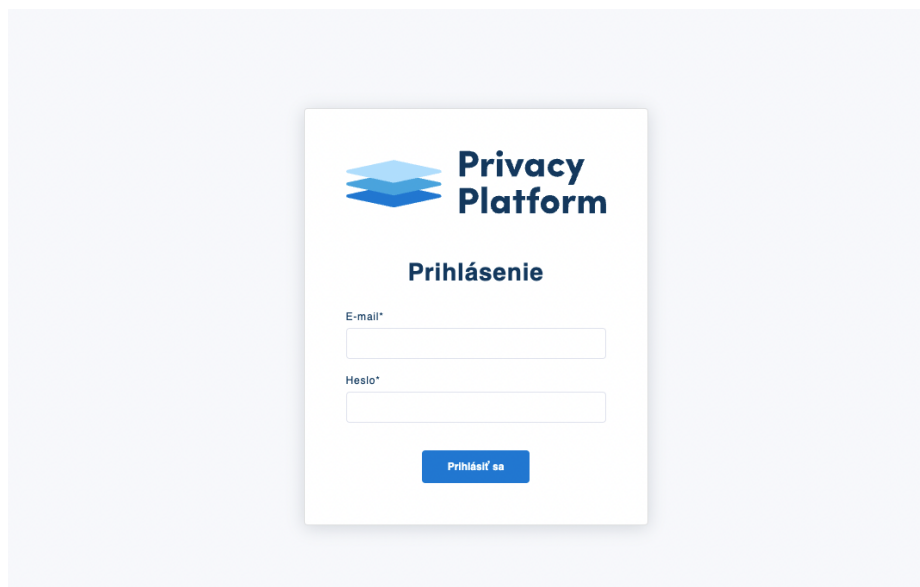 Privacy
Platform
Prihlásenie
E-mail*
Heslo*
Prihlásiť sa